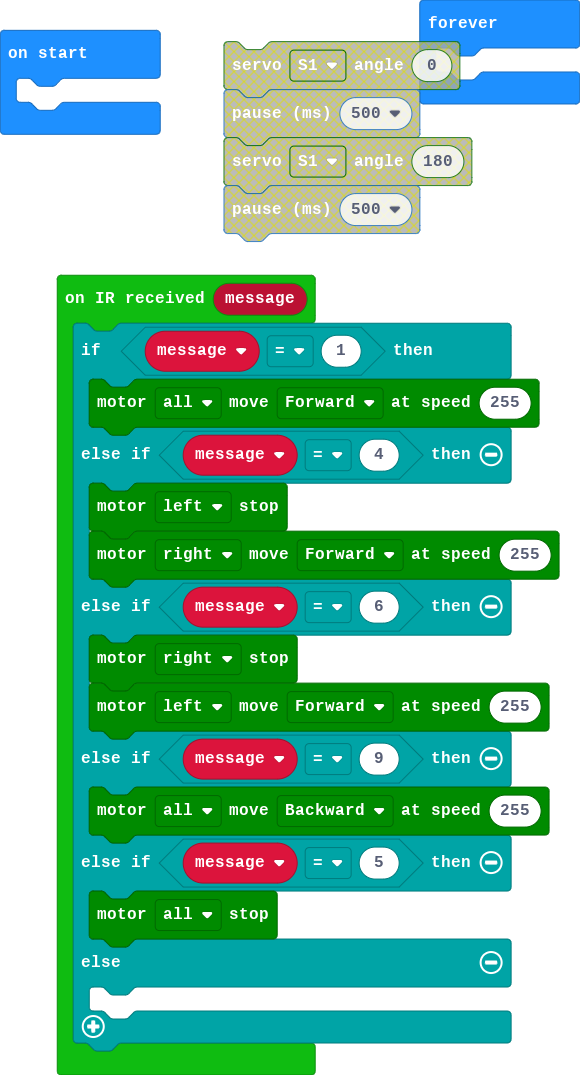 forever
on start
servo S1 angle 0
pause (ms) 500
servo S1 angle 180
pause (ms) 500
on IR received message
if message = 1 then
motor all move Forward at speed 255
else if message = 4 then
motor left stop
motor right move Forward at speed 255
else if message = 6 then
motor right stop
motor left move Forward at speed 255
else if message = 9 then
motor all move Backward at speed 255
else if message = 5 then
motor all stop
else